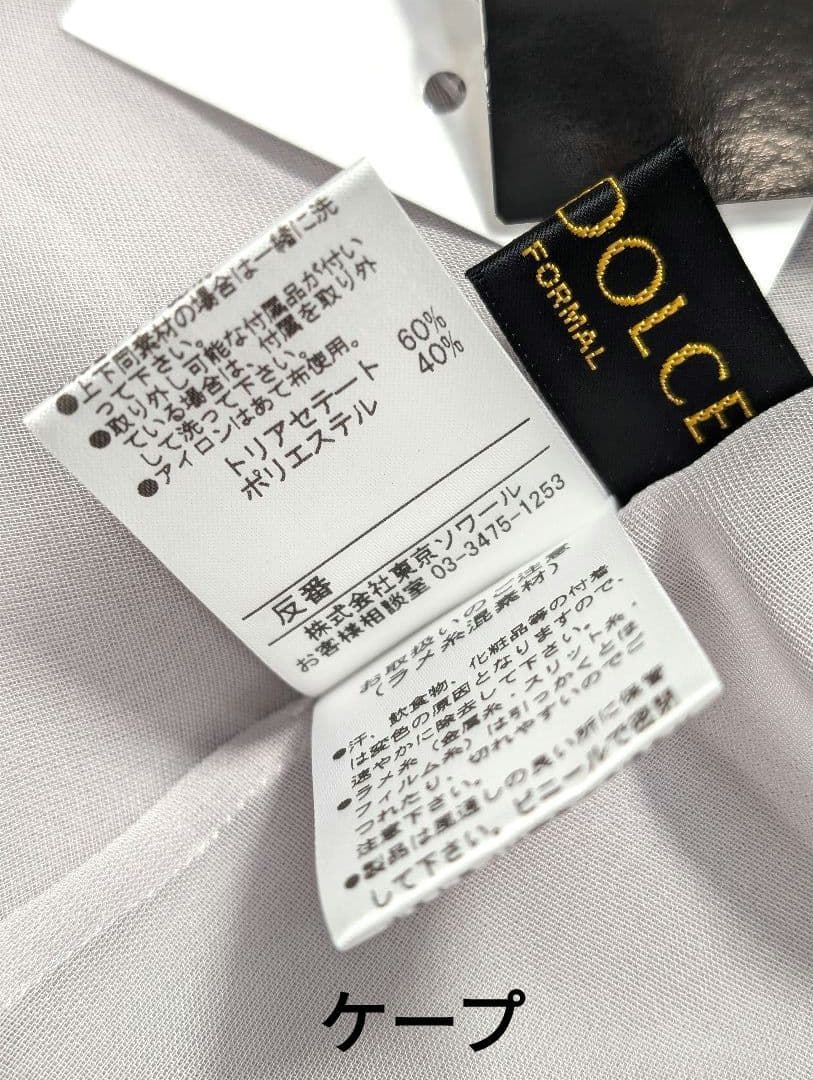 DOLCE
FORMAL
●上下同素材の場合は一緒に洗
って下さい。
●取り外し可能な付属品が付い
ている場合は、付属を取り外
して洗って下さい。
●アイロンはあて布使用。
トリアセテート 60%
ポリエステル 40%
反番
株式会社東京ソワール
お客様相談室 03-3475-1253
お取扱いのご注意
(ラメ糸混素材)
●汗、飲食物、化粧品等の付着
は変色の原因となりますので、
速やかに除去して下さい。
●ラメ糸(金属糸・スリット糸・
フィルム糸)は引っかくとほ
つれたり、切れやすいのでご
注意下さい。
●製品は風通しの良い所に保管
して下さい。ビニールで密閉
ケープ